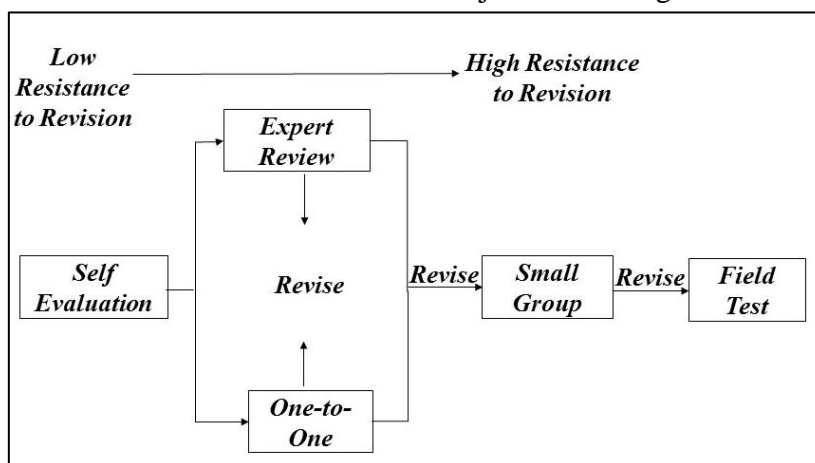 Low
Resistance
to Revision
High Resistance
to Revision
Expert
Review
Self
Evaluation
Revise
Revise
Small
Group
Revise
Field
Test
One-to-
One